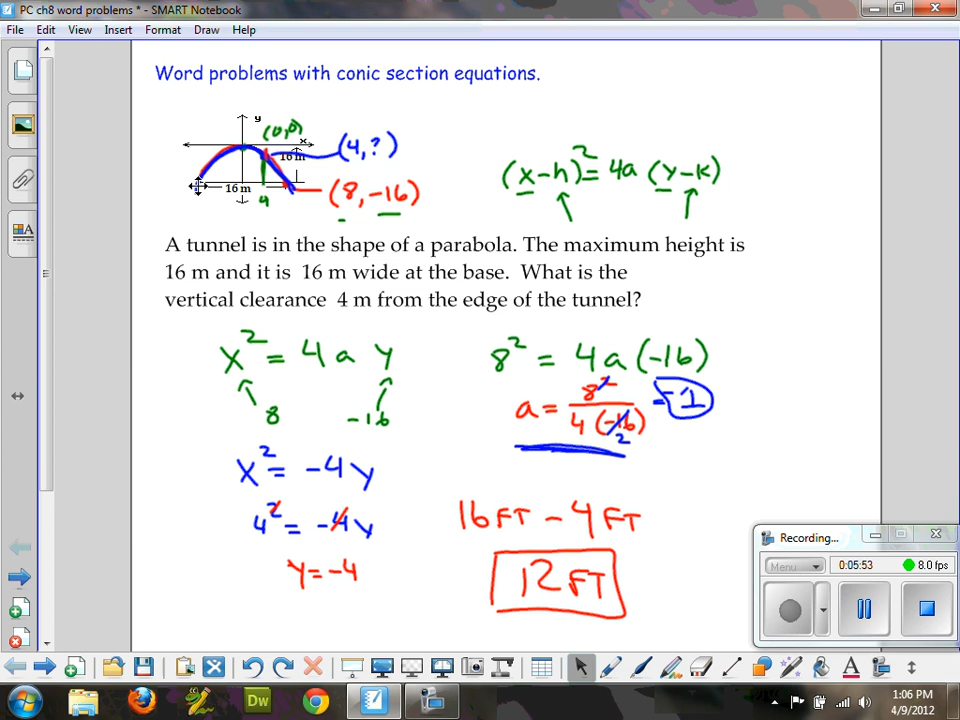 PC ch8 word problems * - SMART Notebook
File Edit View Insert Format Draw Help
Word problems with conic section equations.
y
(0,0)
x
16 m
(4,?)
16 m
4
(8,-16)
(x-h)² = 4a (y-k)
A tunnel is in the shape of a parabola. The maximum height is
16 m and it is 16 m wide at the base. What is the
vertical clearance 4 m from the edge of the tunnel?
x² = 4 a y
8
-16
x² = -4y
4² = -4y
y = -4
8² = 4a(-16)
a = 8² / 4(-16) = -1
2
16 FT - 4 FT
12 FT
Recording...
Menu
0:05:53
8.0 fps
A
Dw
1:06 PM
4/9/2012